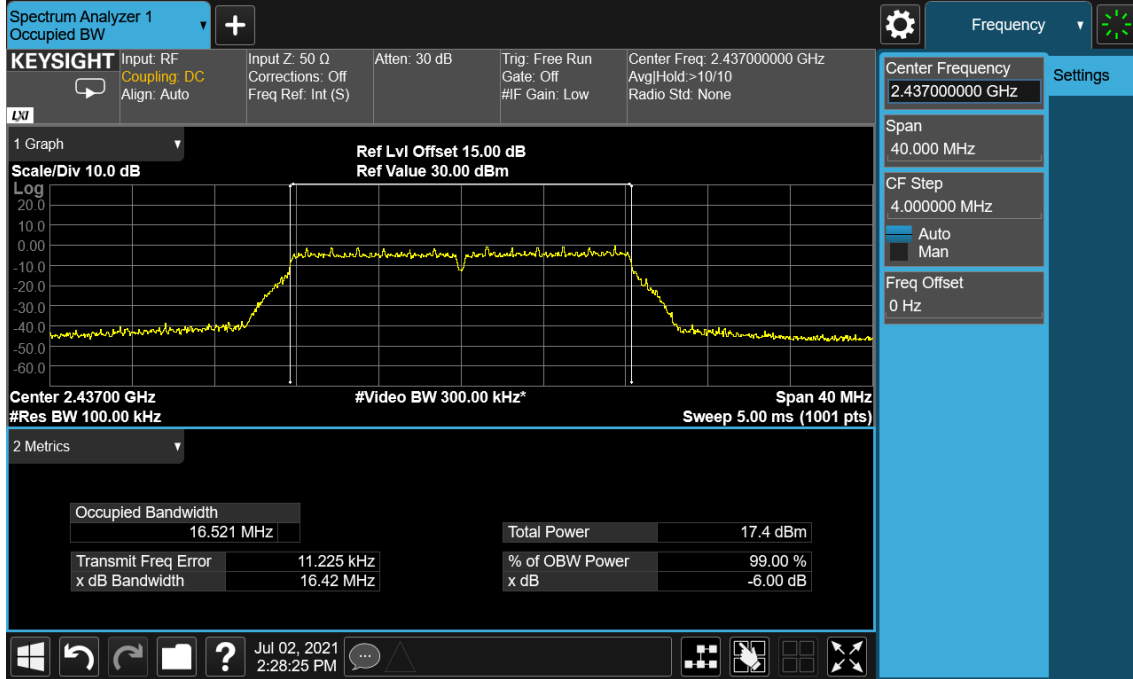 Spectrum Analyzer 1
Occupied BW
+
Frequency
KEYSIGHT
LXI
Input: RF
Coupling: DC
Align: Auto
Input Z: 50 Ω
Corrections: Off
Freq Ref: Int (S)
Atten: 30 dB
Trig: Free Run
Gate: Off
#IF Gain: Low
Center Freq: 2.437000000 GHz
Avg|Hold:>10/10
Radio Std: None
Center Frequency
2.437000000 GHz
Settings
Span
40.000 MHz
CF Step
4.000000 MHz
Auto
Man
Freq Offset
0 Hz
1 Graph
Scale/Div 10.0 dB
Ref Lvl Offset 15.00 dB
Ref Value 30.00 dBm
Log
20.0
10.0
0.00
-10.0
-20.0
-30.0
-40.0
-50.0
-60.0
Center 2.43700 GHz
#Video BW 300.00 kHz*
Span 40 MHz
#Res BW 100.00 kHz
Sweep 5.00 ms (1001 pts)
2 Metrics
Occupied Bandwidth
16.521 MHz
Total Power 17.4 dBm
Transmit Freq Error 11.225 kHz
% of OBW Power 99.00 %
x dB Bandwidth 16.42 MHz
x dB -6.00 dB
?
Jul 02, 2021
2:28:25 PM